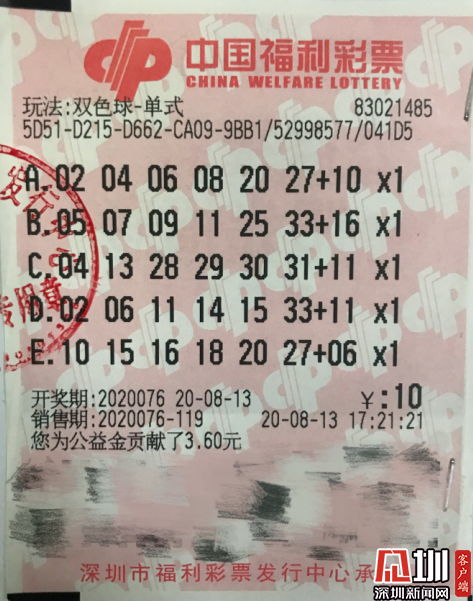 中国福利彩票
CHINA WELFARE LOTTERY
玩法:双色球-单式 83021485
5D51-D215-D662-CA09-9BB1/52998577/041D5
A.02 04 06 08 20 27+10 x1
B.05 07 09 11 25 33+16 x1
C.04 13 28 29 30 31+11 x1
D.02 06 11 14 15 33+11 x1
E.10 15 16 18 20 27+06 x1
开奖期:2020076 20-08-13 ¥:10
销售期:2020076-119 20-08-13 17:21:21
您为公益金贡献了3.60元
深圳市福利彩票发行中心承
深圳新闻网
客户端